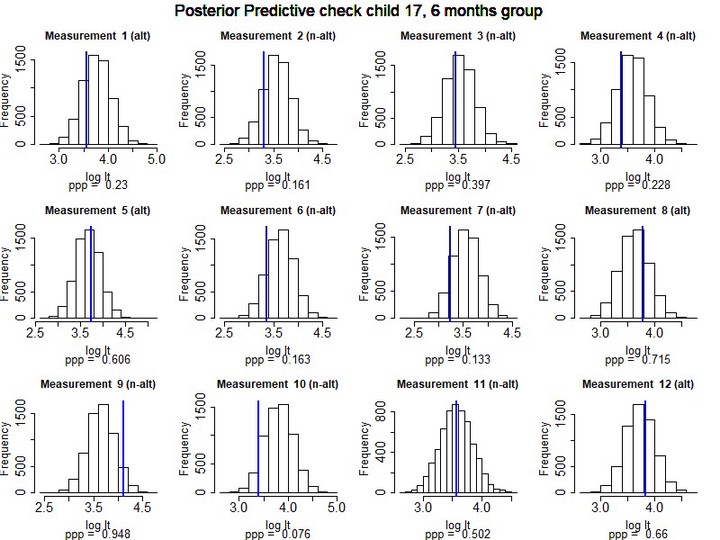 Posterior Predictive check child 17, 6 months group
Measurement 1 (alt)
Frequency
0 500 1500
3.0 4.0 5.0
log lt
ppp = 0.23
Measurement 2 (n-alt)
Frequency
0 500 1500
2.5 3.5 4.5
log lt
ppp = 0.161
Measurement 3 (n-alt)
Frequency
0 500 1500
2.5 3.5 4.5
log lt
ppp = 0.397
Measurement 4 (n-alt)
Frequency
0 500 1500
3.0 4.0
log lt
ppp = 0.228
Measurement 5 (alt)
Frequency
0 500 1500
2.5 3.5 4.5
log lt
ppp = 0.606
Measurement 6 (n-alt)
Frequency
0 500 1500
2.5 3.5 4.5
log lt
ppp = 0.163
Measurement 7 (n-alt)
Frequency
0 500 1500
2.5 3.5 4.5
log lt
ppp = 0.133
Measurement 8 (alt)
Frequency
0 500 1500
3.0 4.0
log lt
ppp = 0.715
Measurement 9 (n-alt)
Frequency
0 500 1500
2.5 3.5 4.5
log lt
ppp = 0.948
Measurement 10 (n-alt)
Frequency
0 500 1500
3.0 4.0 5.0
log lt
ppp = 0.076
Measurement 11 (n-alt)
Frequency
0 400 800
3.0 4.0
log lt
ppp = 0.502
Measurement 12 (alt)
Frequency
0 500 1500
3.0 4.0
log lt
ppp = 0.66